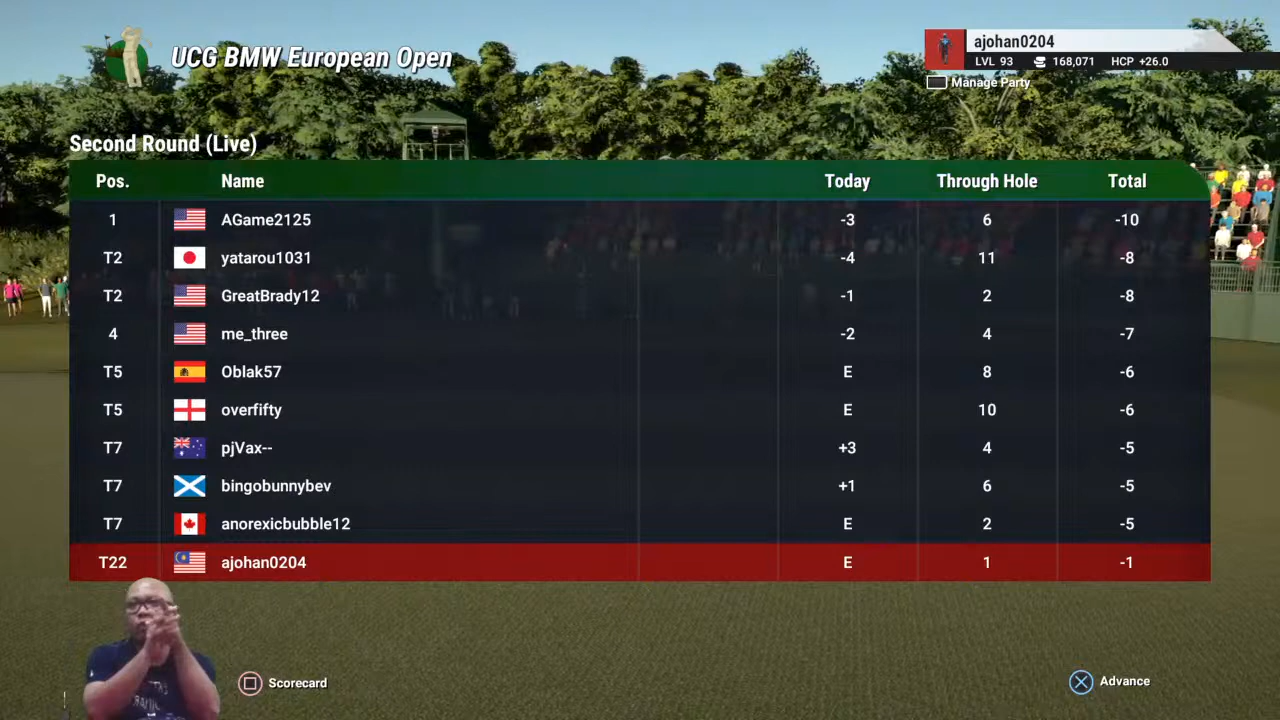 UCG BMW European Open
ajohan0204
LVL 93 168,071 HCP +26.0
Manage Party
Second Round (Live)
Pos. Name Today Through Hole Total
1 AGame2125 -3 6 -10
T2 yatarou1031 -4 11 -8
T2 GreatBrady12 -1 2 -8
4 me_three -2 4 -7
T5 Oblak57 E 8 -6
T5 overfifty E 10 -6
T7 pjVax-- +3 4 -5
T7 bingobunnybev +1 6 -5
T7 anorexicbubble12 E 2 -5
T22 ajohan0204 E 1 -1
Scorecard Advance